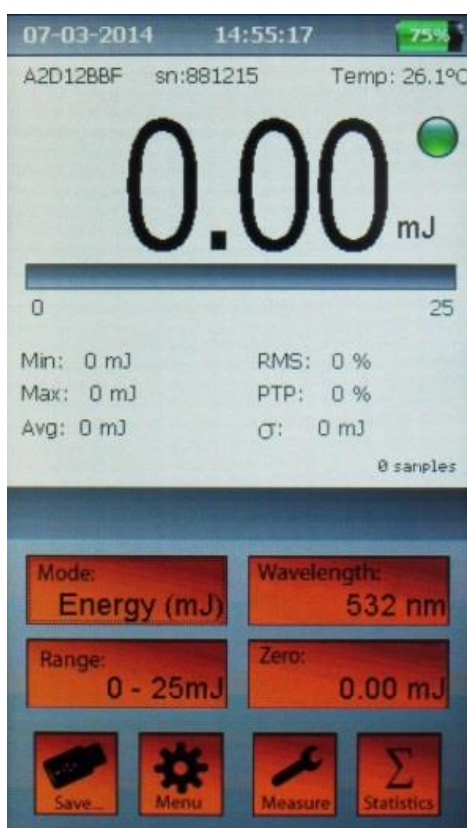 07-03-2014 14:55:17 75%
A2D12BBF sn:881215 Temp: 26.1°C
0.00 mJ
0 25
Min: 0 mJ RMS: 0 %
Max: 0 mJ PTP: 0 %
Avg: 0 mJ σ: 0 mJ
0 samples
Mode: Wavelength:
Energy (mJ) 532 nm
Range: Zero:
0 - 25mJ 0.00 mJ
Save... Menu Measure Statistics